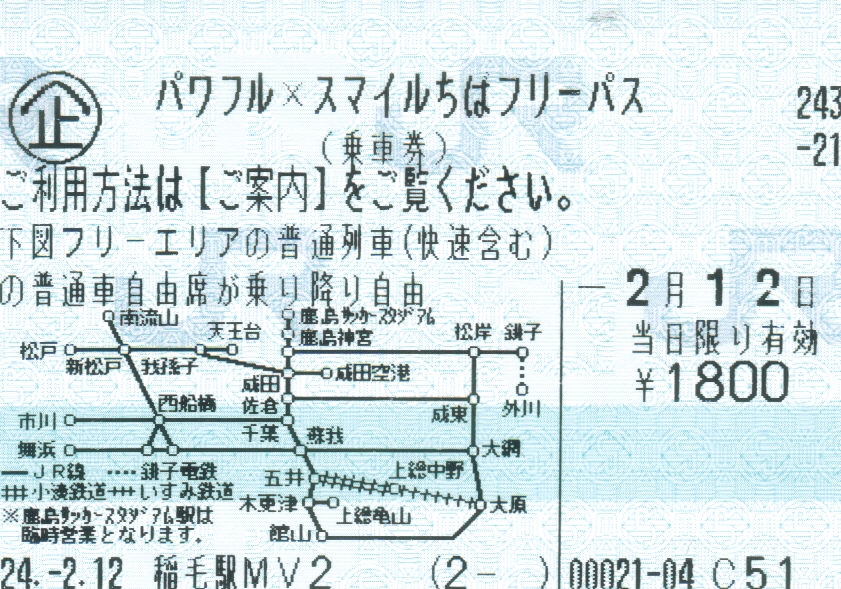 企 パワフル×スマイルちばフリーパス 243
(乗車券) -21
ご利用方法は【ご案内】をご覧ください。
下図フリーエリアの普通列車(快速含む)
の普通車自由席が乗り降り自由
-2月12日
当日限り有効
¥1800
南流山
天王台
鹿島サッカースタジアム
鹿島神宮
松岸 銚子
松戸
新松戸 我孫子
成田 成田空港
外川
佐倉
成東
西船橋
市川
千葉 蘇我
舞浜
大網
五井
上総中野
木更津
上総亀山
大原
館山
JR線 銚子電鉄
小湊鉄道 いすみ鉄道
※鹿島サッカースタジアム駅は
臨時営業となります。
24.-2.12 稲毛駅MV2 (2- ) 00021-04 C51